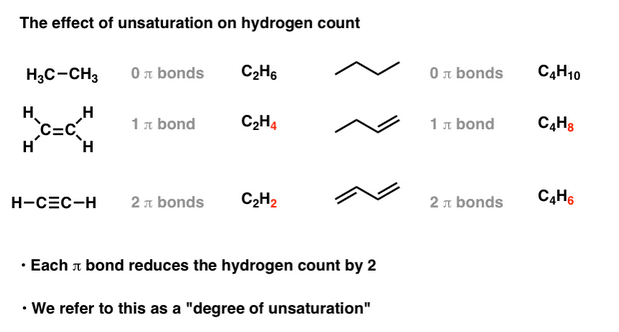 The effect of unsaturation on hydrogen count
H₃C–CH₃ 0 π bonds C₂H₆ 0 π bonds C₄H₁₀
H H
C=C 1 π bond C₂H₄ 1 π bond C₄H₈
H H
H–C≡C–H 2 π bonds C₂H₂ 2 π bonds C₄H₆
· Each π bond reduces the hydrogen count by 2
· We refer to this as a "degree of unsaturation"